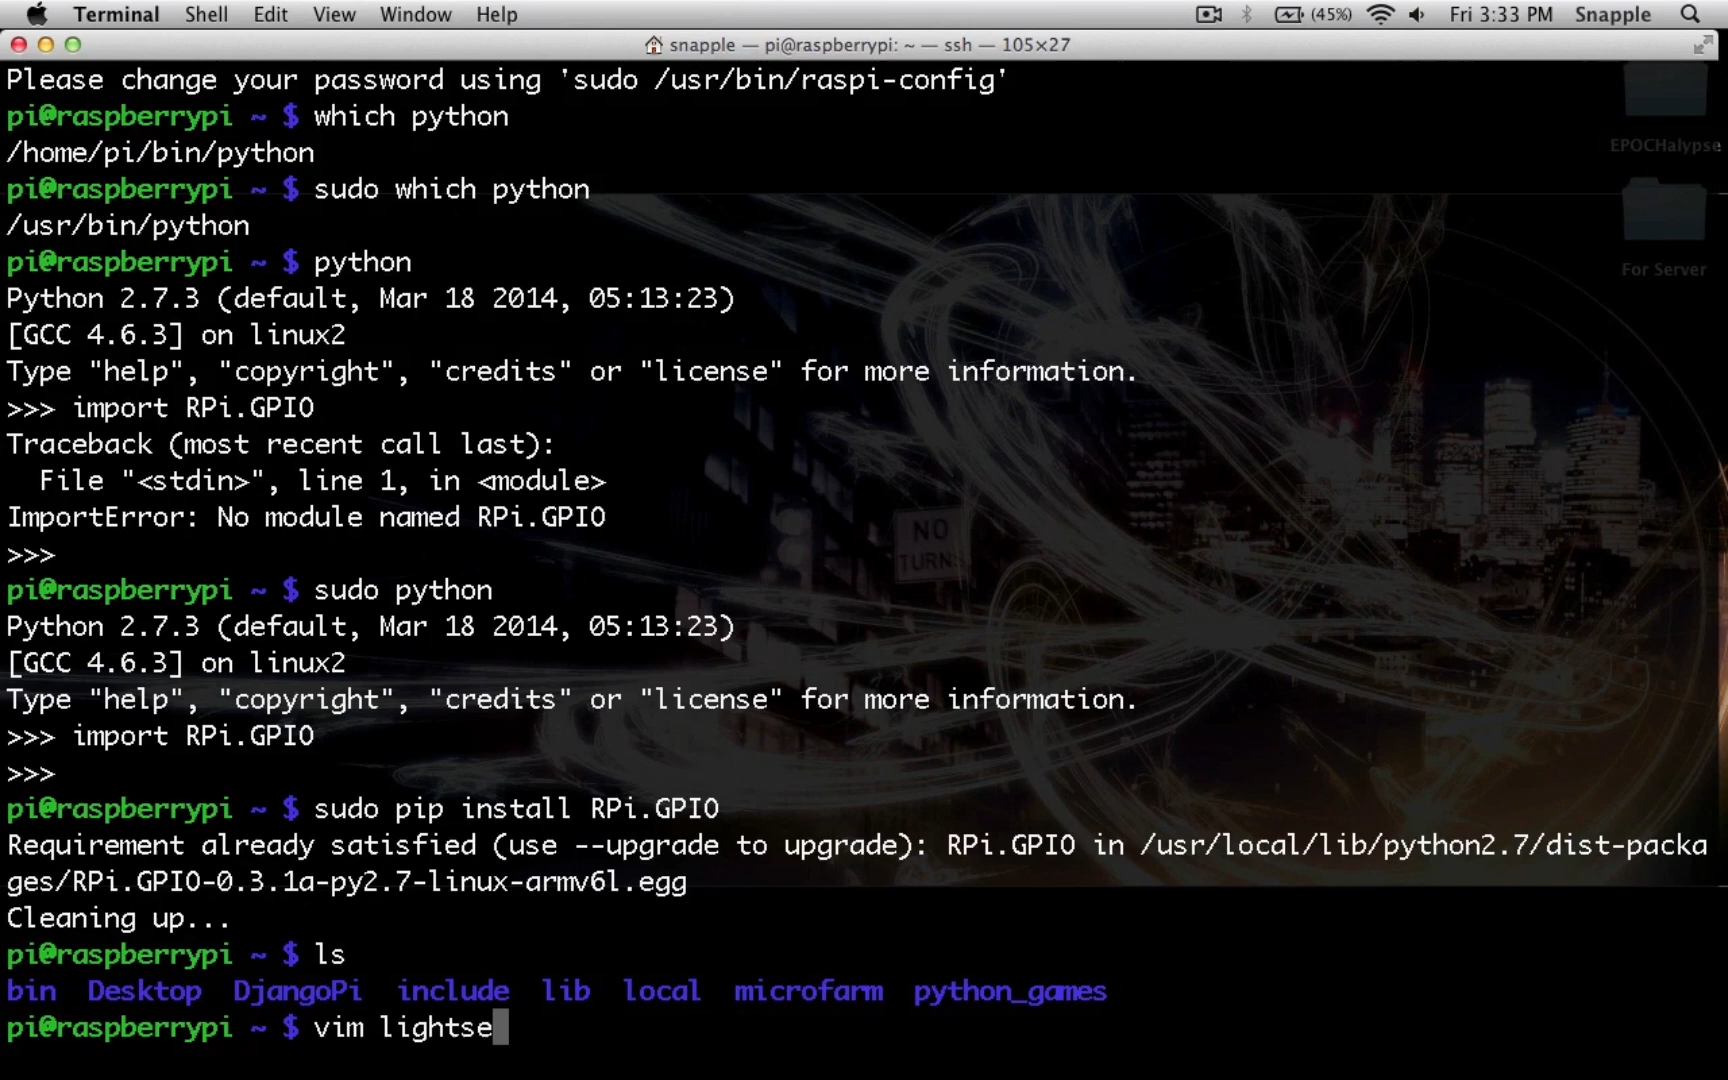 Terminal Shell Edit View Window Help (45%) Fri 3:33 PM Snapple
snapple — pi@raspberrypi: ~ — ssh — 105×27
Please change your password using 'sudo /usr/bin/raspi-config'
pi@raspberrypi ~ $ which python
/home/pi/bin/python
pi@raspberrypi ~ $ sudo which python
/usr/bin/python
pi@raspberrypi ~ $ python
Python 2.7.3 (default, Mar 18 2014, 05:13:23)
[GCC 4.6.3] on linux2
Type "help", "copyright", "credits" or "license" for more information.
>>> import RPi.GPIO
Traceback (most recent call last):
  File "<stdin>", line 1, in <module>
ImportError: No module named RPi.GPIO
>>>
pi@raspberrypi ~ $ sudo python
Python 2.7.3 (default, Mar 18 2014, 05:13:23)
[GCC 4.6.3] on linux2
Type "help", "copyright", "credits" or "license" for more information.
>>> import RPi.GPIO
>>>
pi@raspberrypi ~ $ sudo pip install RPi.GPIO
Requirement already satisfied (use --upgrade to upgrade): RPi.GPIO in /usr/local/lib/python2.7/dist-packa
ges/RPi.GPIO-0.3.1a-py2.7-linux-armv6l.egg
Cleaning up...
pi@raspberrypi ~ $ ls
bin  Desktop  DjangoPi  include  lib  local  microfarm  python_games
pi@raspberrypi ~ $ vim lightse
EPOCHalypse
For Server
NO
TURNS